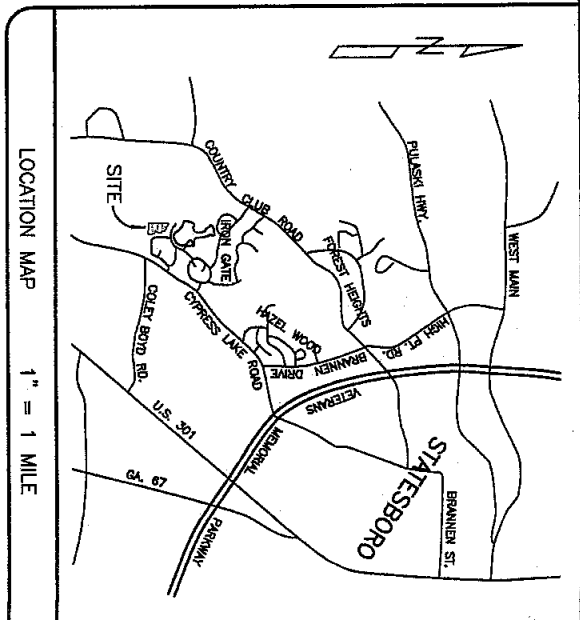 N
WEST MAIN
PULASKI HWY.
COUNTRY CLUB ROAD
FOREST HEIGHTS
HIGH PT. RD.
IRON GATE
SITE
HAZEL WOOD
BRANNEN DRIVE
CYPRESS LAKE ROAD
COLEY BOYD RD.
VETERANS MEMORIAL PARKWAY
STATESBORO
BRANNEN ST.
U.S. 301
GA. 67
LOCATION MAP 1" = 1 MILE